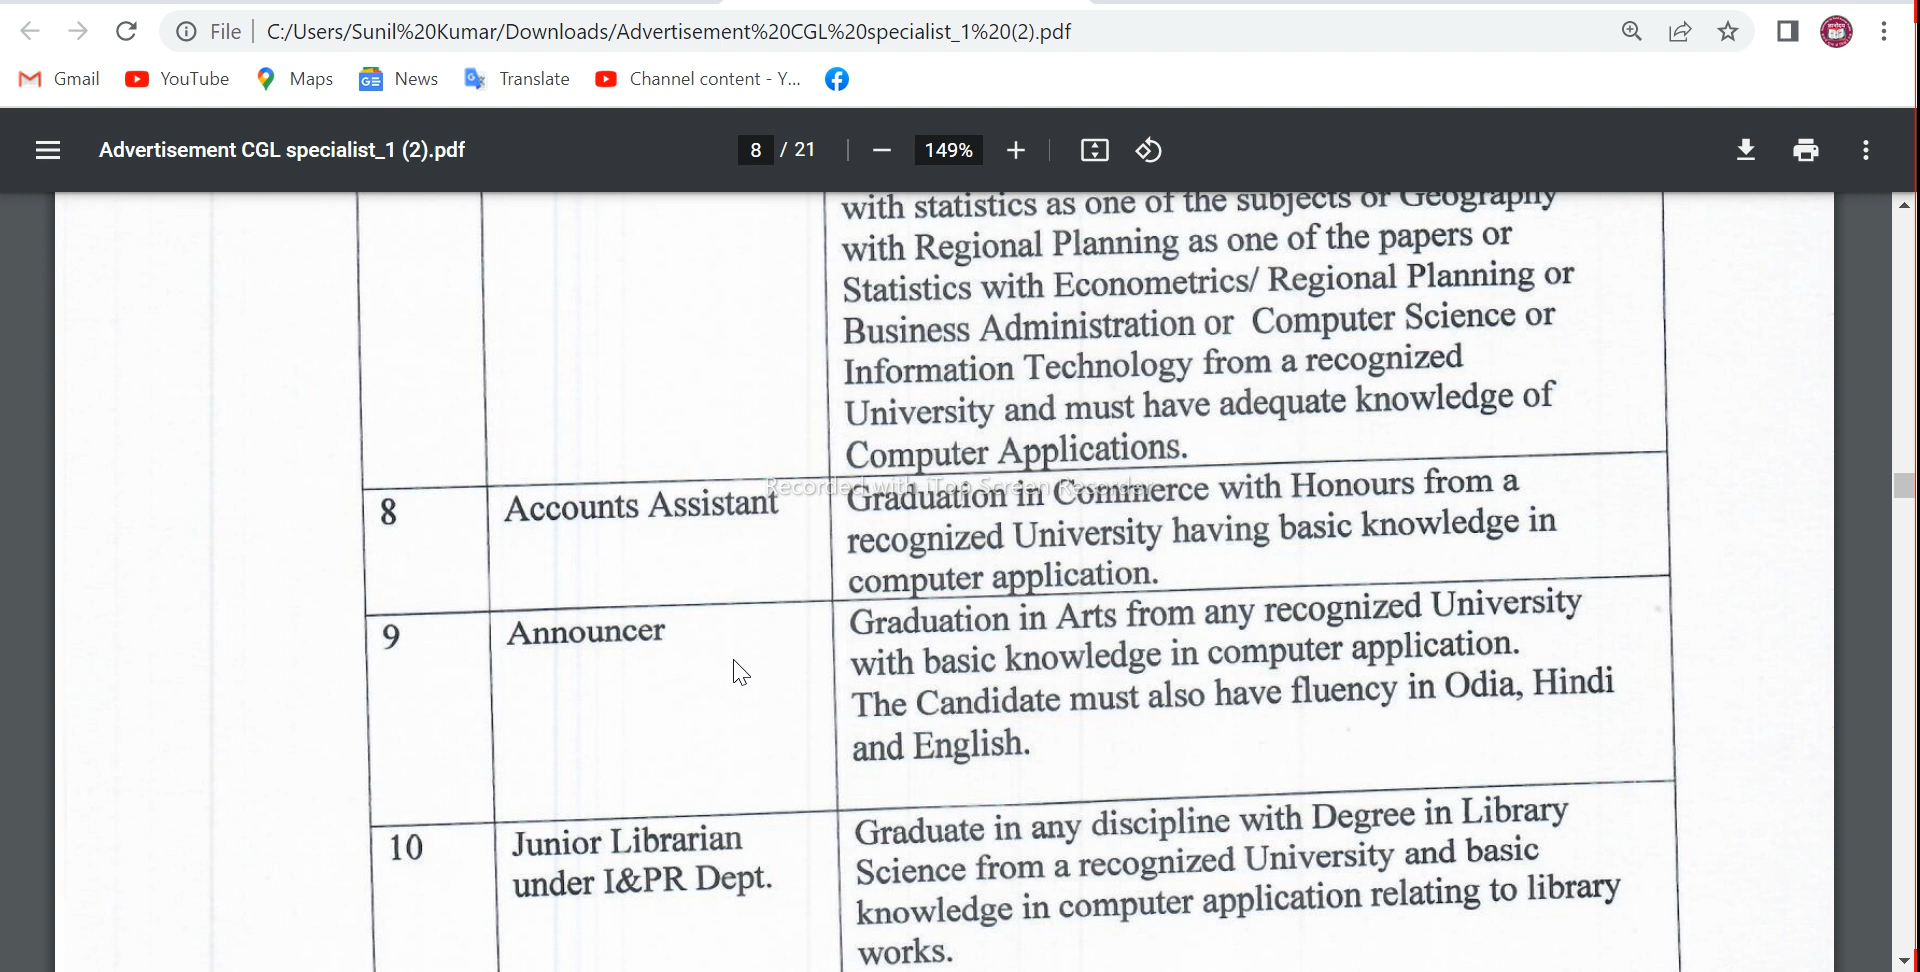 File C:/Users/Sunil%20Kumar/Downloads/Advertisement%20CGL%20specialist_1%20(2).pdf
Gmail YouTube Maps News Translate Channel content - Y...
Advertisement CGL specialist_1 (2).pdf 8 / 21 149%
with statistics as one of the subjects or Geography
with Regional Planning as one of the papers or
Statistics with Econometrics/ Regional Planning or
Business Administration or Computer Science or
Information Technology from a recognized
University and must have adequate knowledge of
Computer Applications.
Recorded with iTop Screen Recorder
8 Accounts Assistant Graduation in Commerce with Honours from a
recognized University having basic knowledge in
computer application.
9 Announcer Graduation in Arts from any recognized University
with basic knowledge in computer application.
The Candidate must also have fluency in Odia, Hindi
and English.
10 Junior Librarian Graduate in any discipline with Degree in Library
under I&PR Dept. Science from a recognized University and basic
knowledge in computer application relating to library
works.